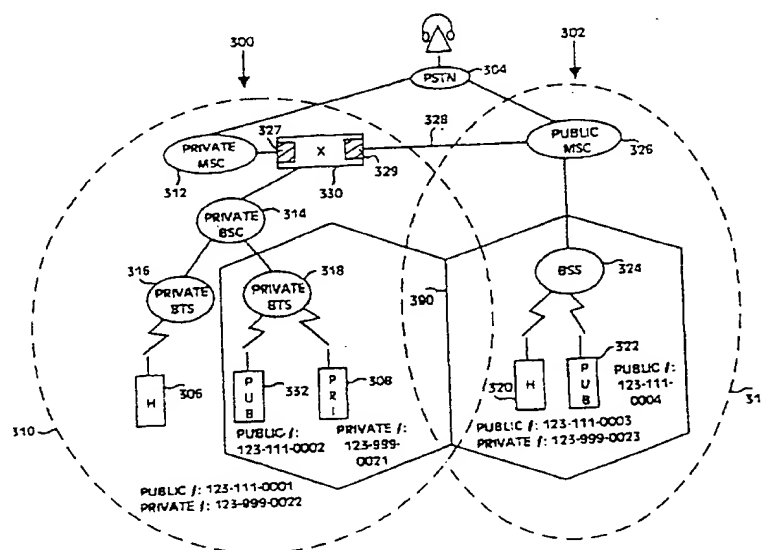 300
302
PSTN
304
327
328
PRIVATE
MSC
X
PUBLIC
MSC
312
329
326
330
PRIVATE
BSC
314
316
PRIVATE
BTS
318
PRIVATE
BTS
390
BSS
324
H
306
PUB
332
PRI
308
320
H
PUB
322
PUBLIC #:
123-111-
0004
PUBLIC #:
123-111-0002
PRIVATE #:
123-999-
0021
PUBLIC #: 123-111-0003
PRIVATE #: 123-999-0023
310
31
PUBLIC #: 123-111-0001
PRIVATE #: 123-999-0022